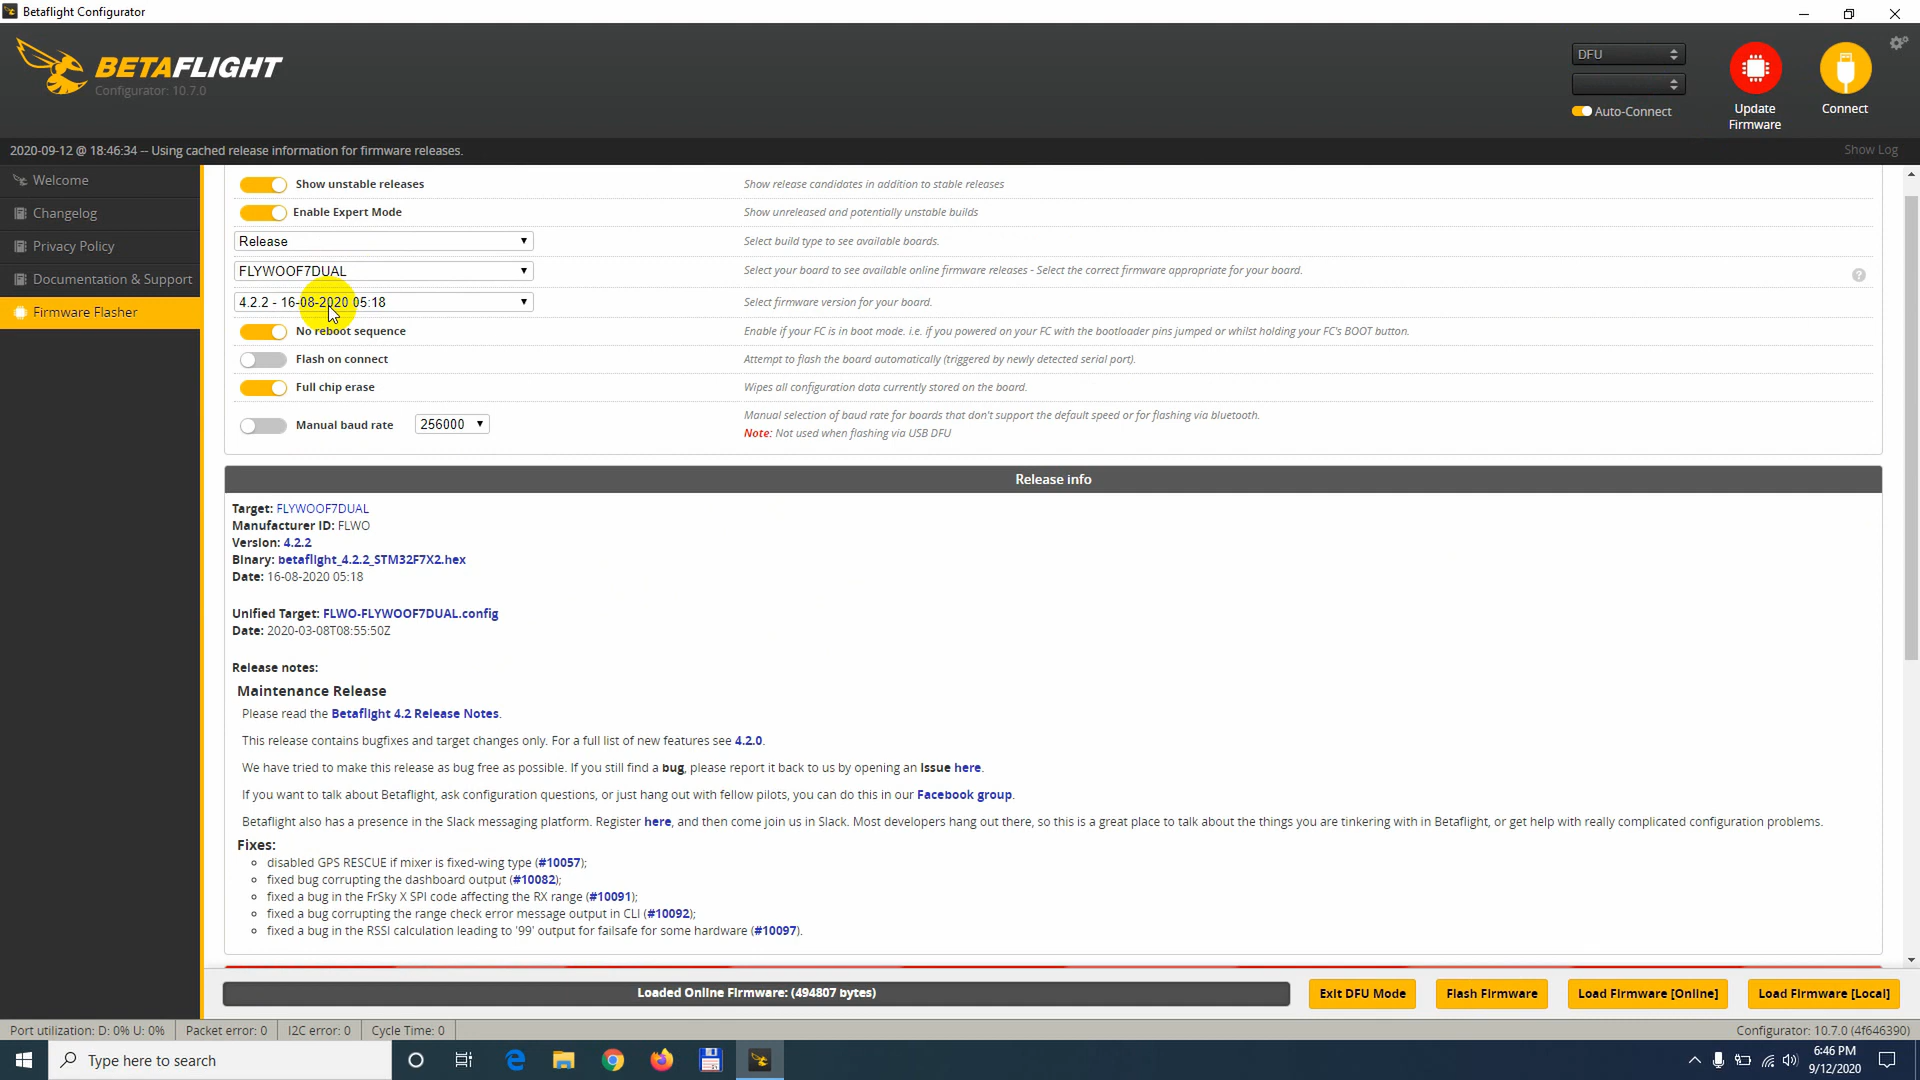 Betaflight Configurator
BETAFLIGHT
Configurator: 10.7.0
DFU
Auto-Connect
Update
Firmware
Connect
2020-09-12 @ 18:46:34 -- Using cached release information for firmware releases.
Show Log
Welcome
Changelog
Privacy Policy
Documentation & Support
Firmware Flasher
Show unstable releases
Show release candidates in addition to stable releases
Enable Expert Mode
Show unreleased and potentially unstable builds
Release
Select build type to see available boards.
FLYWOOF7DUAL
Select your board to see available online firmware releases - Select the correct firmware appropriate for your board.
4.2.2 - 16-08-2020 05:18
Select firmware version for your board.
No reboot sequence
Enable if your FC is in boot mode. i.e. if you powered on your FC with the bootloader pins jumped or whilst holding your FC's BOOT button.
Flash on connect
Attempt to flash the board automatically (triggered by newly detected serial port).
Full chip erase
Wipes all configuration data currently stored on the board.
Manual baud rate
256000
Manual selection of baud rate for boards that don't support the default speed or for flashing via bluetooth.
Note: Not used when flashing via USB DFU
Release info
Target: FLYWOOF7DUAL
Manufacturer ID: FLWO
Version: 4.2.2
Binary: betaflight_4.2.2_STM32F7X2.hex
Date: 16-08-2020 05:18
Unified Target: FLWO-FLYWOOF7DUAL.config
Date: 2020-03-08T08:55:50Z
Release notes:
Maintenance Release
Please read the Betaflight 4.2 Release Notes.
This release contains bugfixes and target changes only. For a full list of new features see 4.2.0.
We have tried to make this release as bug free as possible. If you still find a bug, please report it back to us by opening an Issue here.
If you want to talk about Betaflight, ask configuration questions, or just hang out with fellow pilots, you can do this in our Facebook group.
Betaflight also has a presence in the Slack messaging platform. Register here, and then come join us in Slack. Most developers hang out there, so this is a great place to talk about the things you are tinkering with in Betaflight, or get help with really complicated configuration problems.
Fixes:
disabled GPS RESCUE if mixer is fixed-wing type (#10057);
fixed bug corrupting the dashboard output (#10082);
fixed a bug in the FrSky X SPI code affecting the RX range (#10091);
fixed a bug corrupting the range check error message output in CLI (#10092);
fixed a bug in the RSSI calculation leading to '99' output for failsafe for some hardware (#10097).
Loaded Online Firmware: (494807 bytes)
Exit DFU Mode
Flash Firmware
Load Firmware [Online]
Load Firmware [Local]
Port utilization: D: 0% U: 0%
Packet error: 0
I2C error: 0
Cycle Time: 0
Configurator: 10.7.0 (4f646390)
Type here to search
6:46 PM
9/12/2020